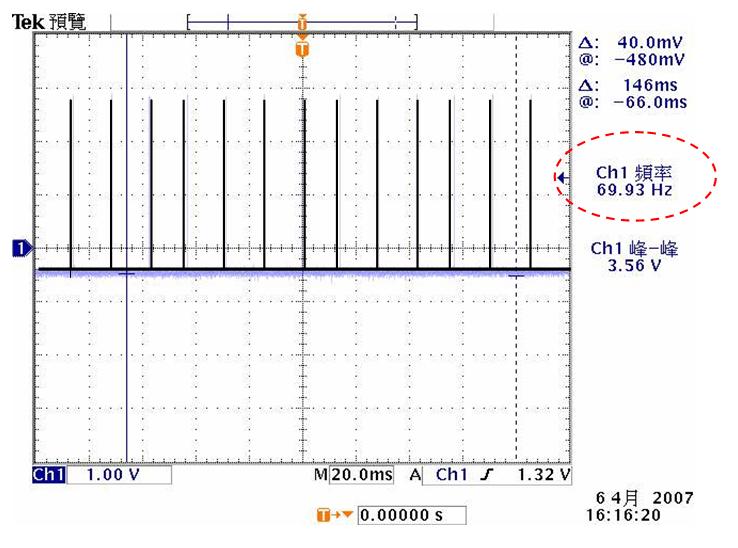 Tek 預覽
T
T
Δ: 40.0mV
@: -480mV
Δ: 146ms
@: -66.0ms
Ch1 頻率
69.93 Hz
1
Ch1 峰-峰
3.56 V
Ch1 1.00 V M 20.0ms A Ch1 ʃ 1.32 V
6 4月 2007
16:16:20
T→▼ 0.00000 s